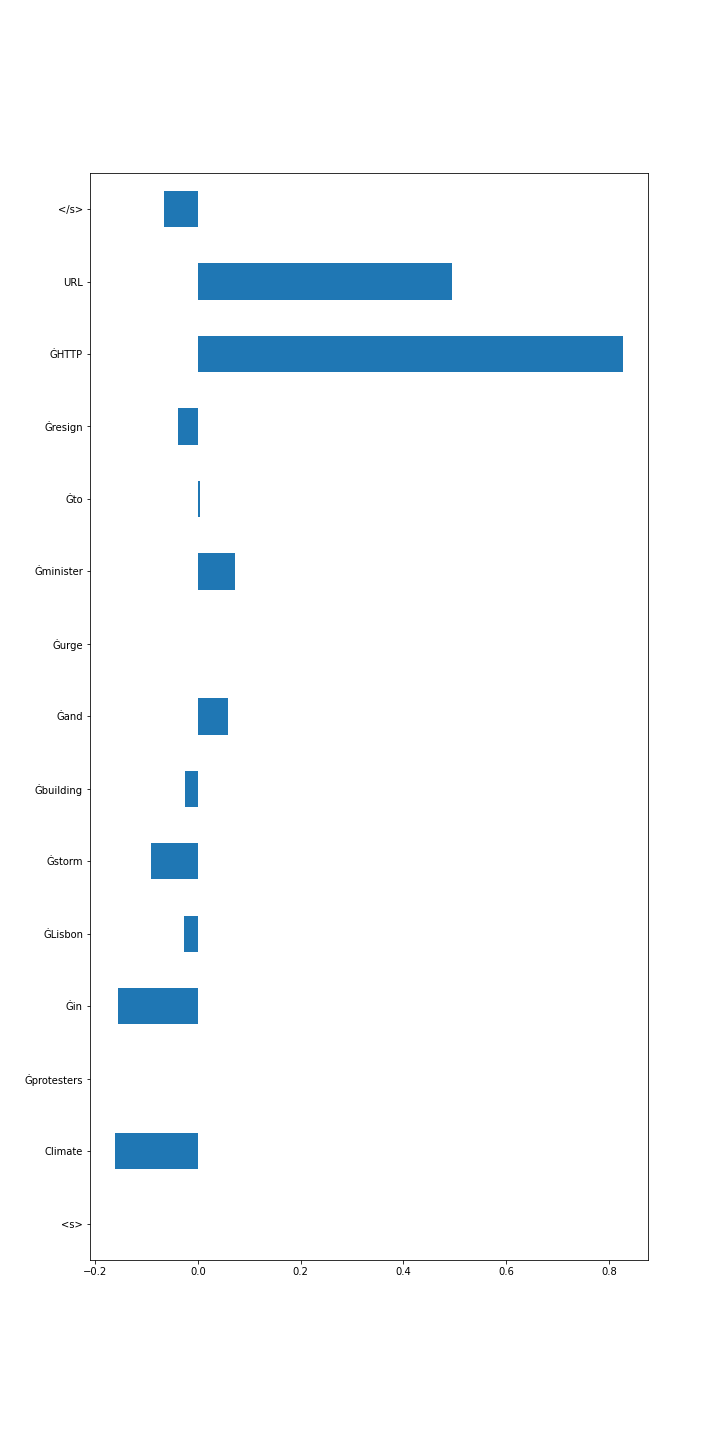 </s>
URL
ĠHTTP
Ġresign
Ġto
Ġminister
Ġurge
Ġand
Ġbuilding
Ġstorm
ĠLisbon
Ġin
Ġprotesters
Climate
<s>
−0.2 0.0 0.2 0.4 0.6 0.8